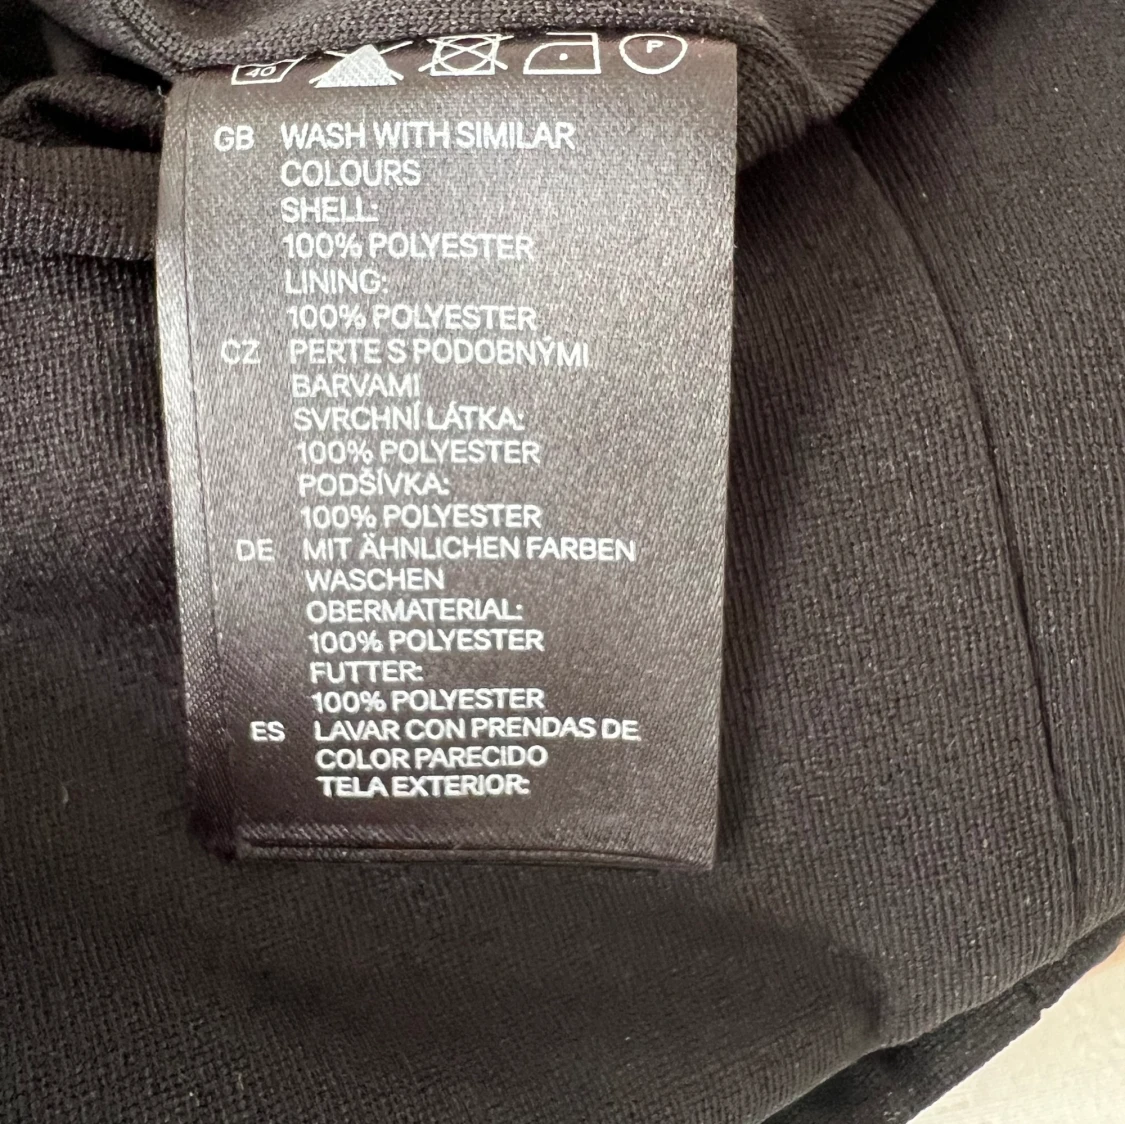 40 P
GB WASH WITH SIMILAR
COLOURS
SHELL:
100% POLYESTER
LINING:
100% POLYESTER
CZ PERTE S PODOBNÝMI
BARVAMI
SVRCHNÍ LÁTKA:
100% POLYESTER
PODŠÍVKA:
100% POLYESTER
DE MIT ÄHNLICHEN FARBEN
WASCHEN
OBERMATERIAL:
100% POLYESTER
FUTTER:
100% POLYESTER
ES LAVAR CON PRENDAS DE
COLOR PARECIDO
TELA EXTERIOR: